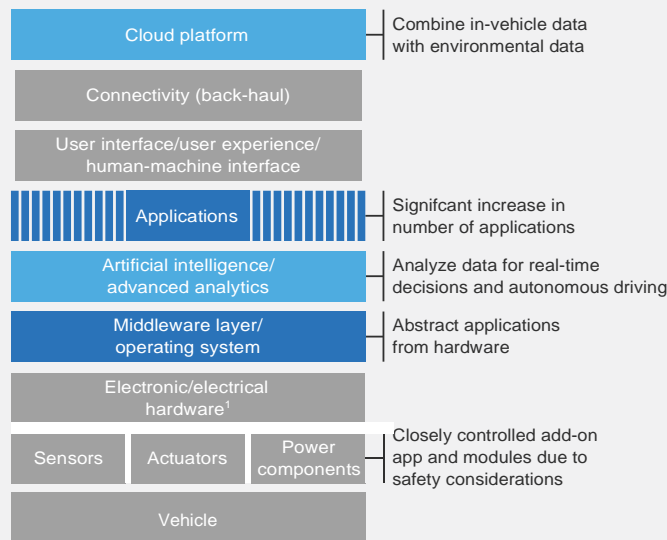 Cloud platform
Combine in-vehicle data
with environmental data
Connectivity (back-haul)
User interface/user experience/
human-machine interface
Applications
Signifcant increase in
number of applications
Artificial intelligence/
advanced analytics
Analyze data for real-time
decisions and autonomous driving
Middleware layer/
operating system
Abstract applications
from hardware
Electronic/electrical
hardware¹
Sensors
Actuators
Power
components
Closely controlled add-on
app and modules due to
safety considerations
Vehicle